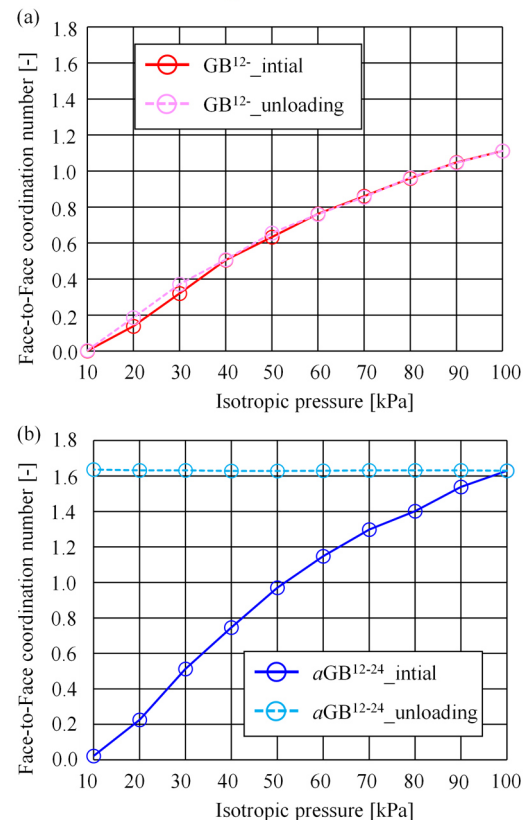 (a)
1.8
1.6
1.4
1.2
1.0
0.8
0.6
0.4
0.2
0.0
Face-to-Face coordination number [-]
GB¹²⁻_intial
GB¹²⁻_unloading
10 20 30 40 50 60 70 80 90 100
Isotropic pressure [kPa]
(b)
1.8
1.6
1.4
1.2
1.0
0.8
0.6
0.4
0.2
0.0
Face-to-Face coordination number [-]
aGB¹²⁻²⁴_intial
aGB¹²⁻²⁴_unloading
10 20 30 40 50 60 70 80 90 100
Isotropic pressure [kPa]